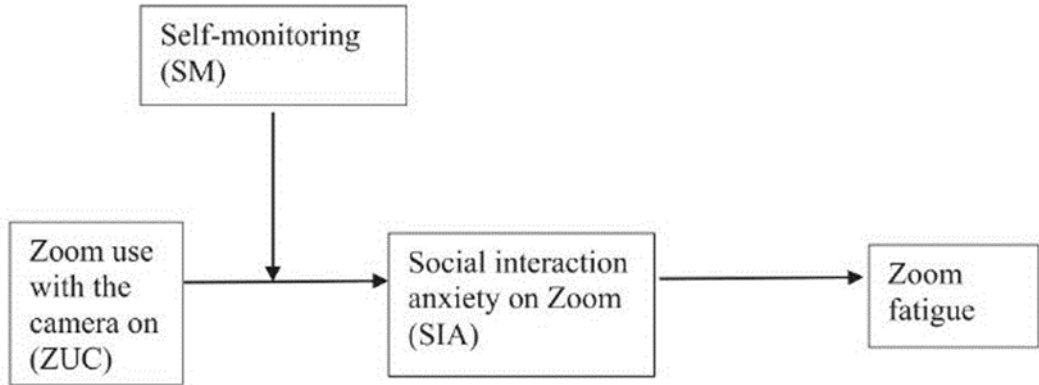 Self-monitoring
(SM)
Zoom use
with the
camera on
(ZUC)
Social interaction
anxiety on Zoom
(SIA)
Zoom
fatigue